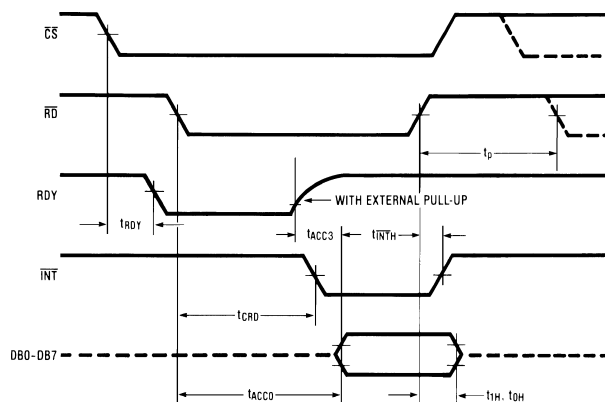 CS
RD
tp
RDY
WITH EXTERNAL PULL-UP
tRDY
tACC3
tINTH
INT
tCRD
DB0-DB7
tACC0
t1H, t0H